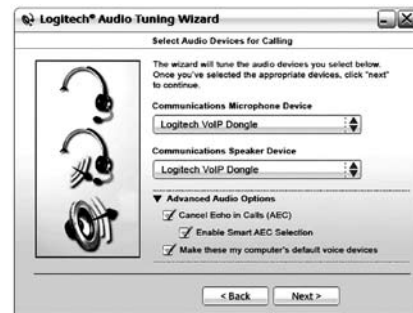 Logitech® Audio Tuning Wizard
Select Audio Devices for Calling
The wizard will tune the audio devices you select below.
Once you've selected the appropriate devices, click "next"
to continue.
Communications Microphone Device
Logitech VoIP Dongle
Communications Speaker Device
Logitech VoIP Dongle
▼ Advanced Audio Options
Cancel Echo in Calls (AEC)
Enable Smart AEC Selection
Make these my computer's default voice devices
< Back
Next >